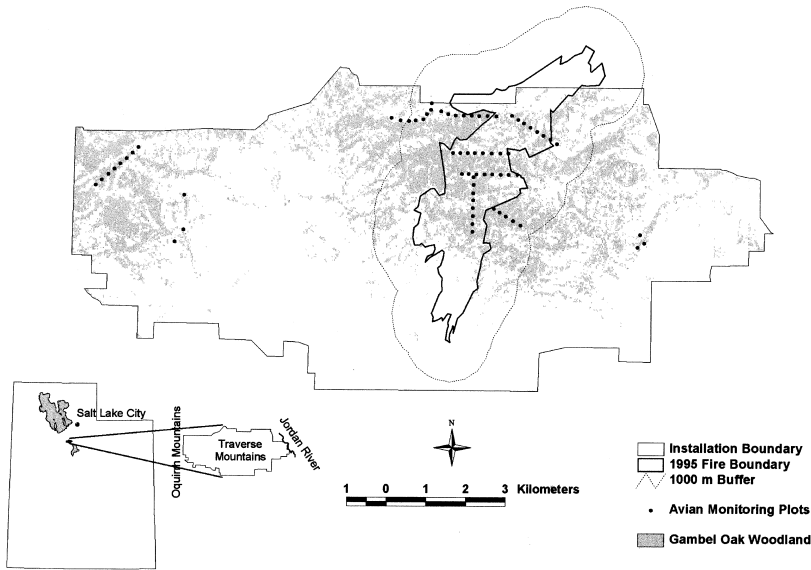 Salt Lake City
Oquirrh Mountains
Traverse
Mountains
Jordan River
N
1 0 1 2 3 Kilometers
Installation Boundary
1995 Fire Boundary
1000 m Buffer
Avian Monitoring Plots
Gambel Oak Woodland